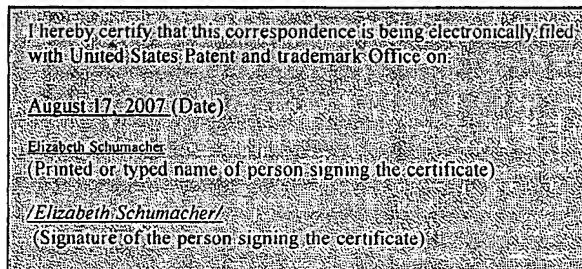 I hereby certify that this correspondence is being electronically filed
with United States Patent and trademark Office on:
August 17, 2007 (Date)
Elizabeth Schumacher
(Printed or typed name of person signing the certificate)
/Elizabeth Schumacher/
(Signature of the person signing the certificate)